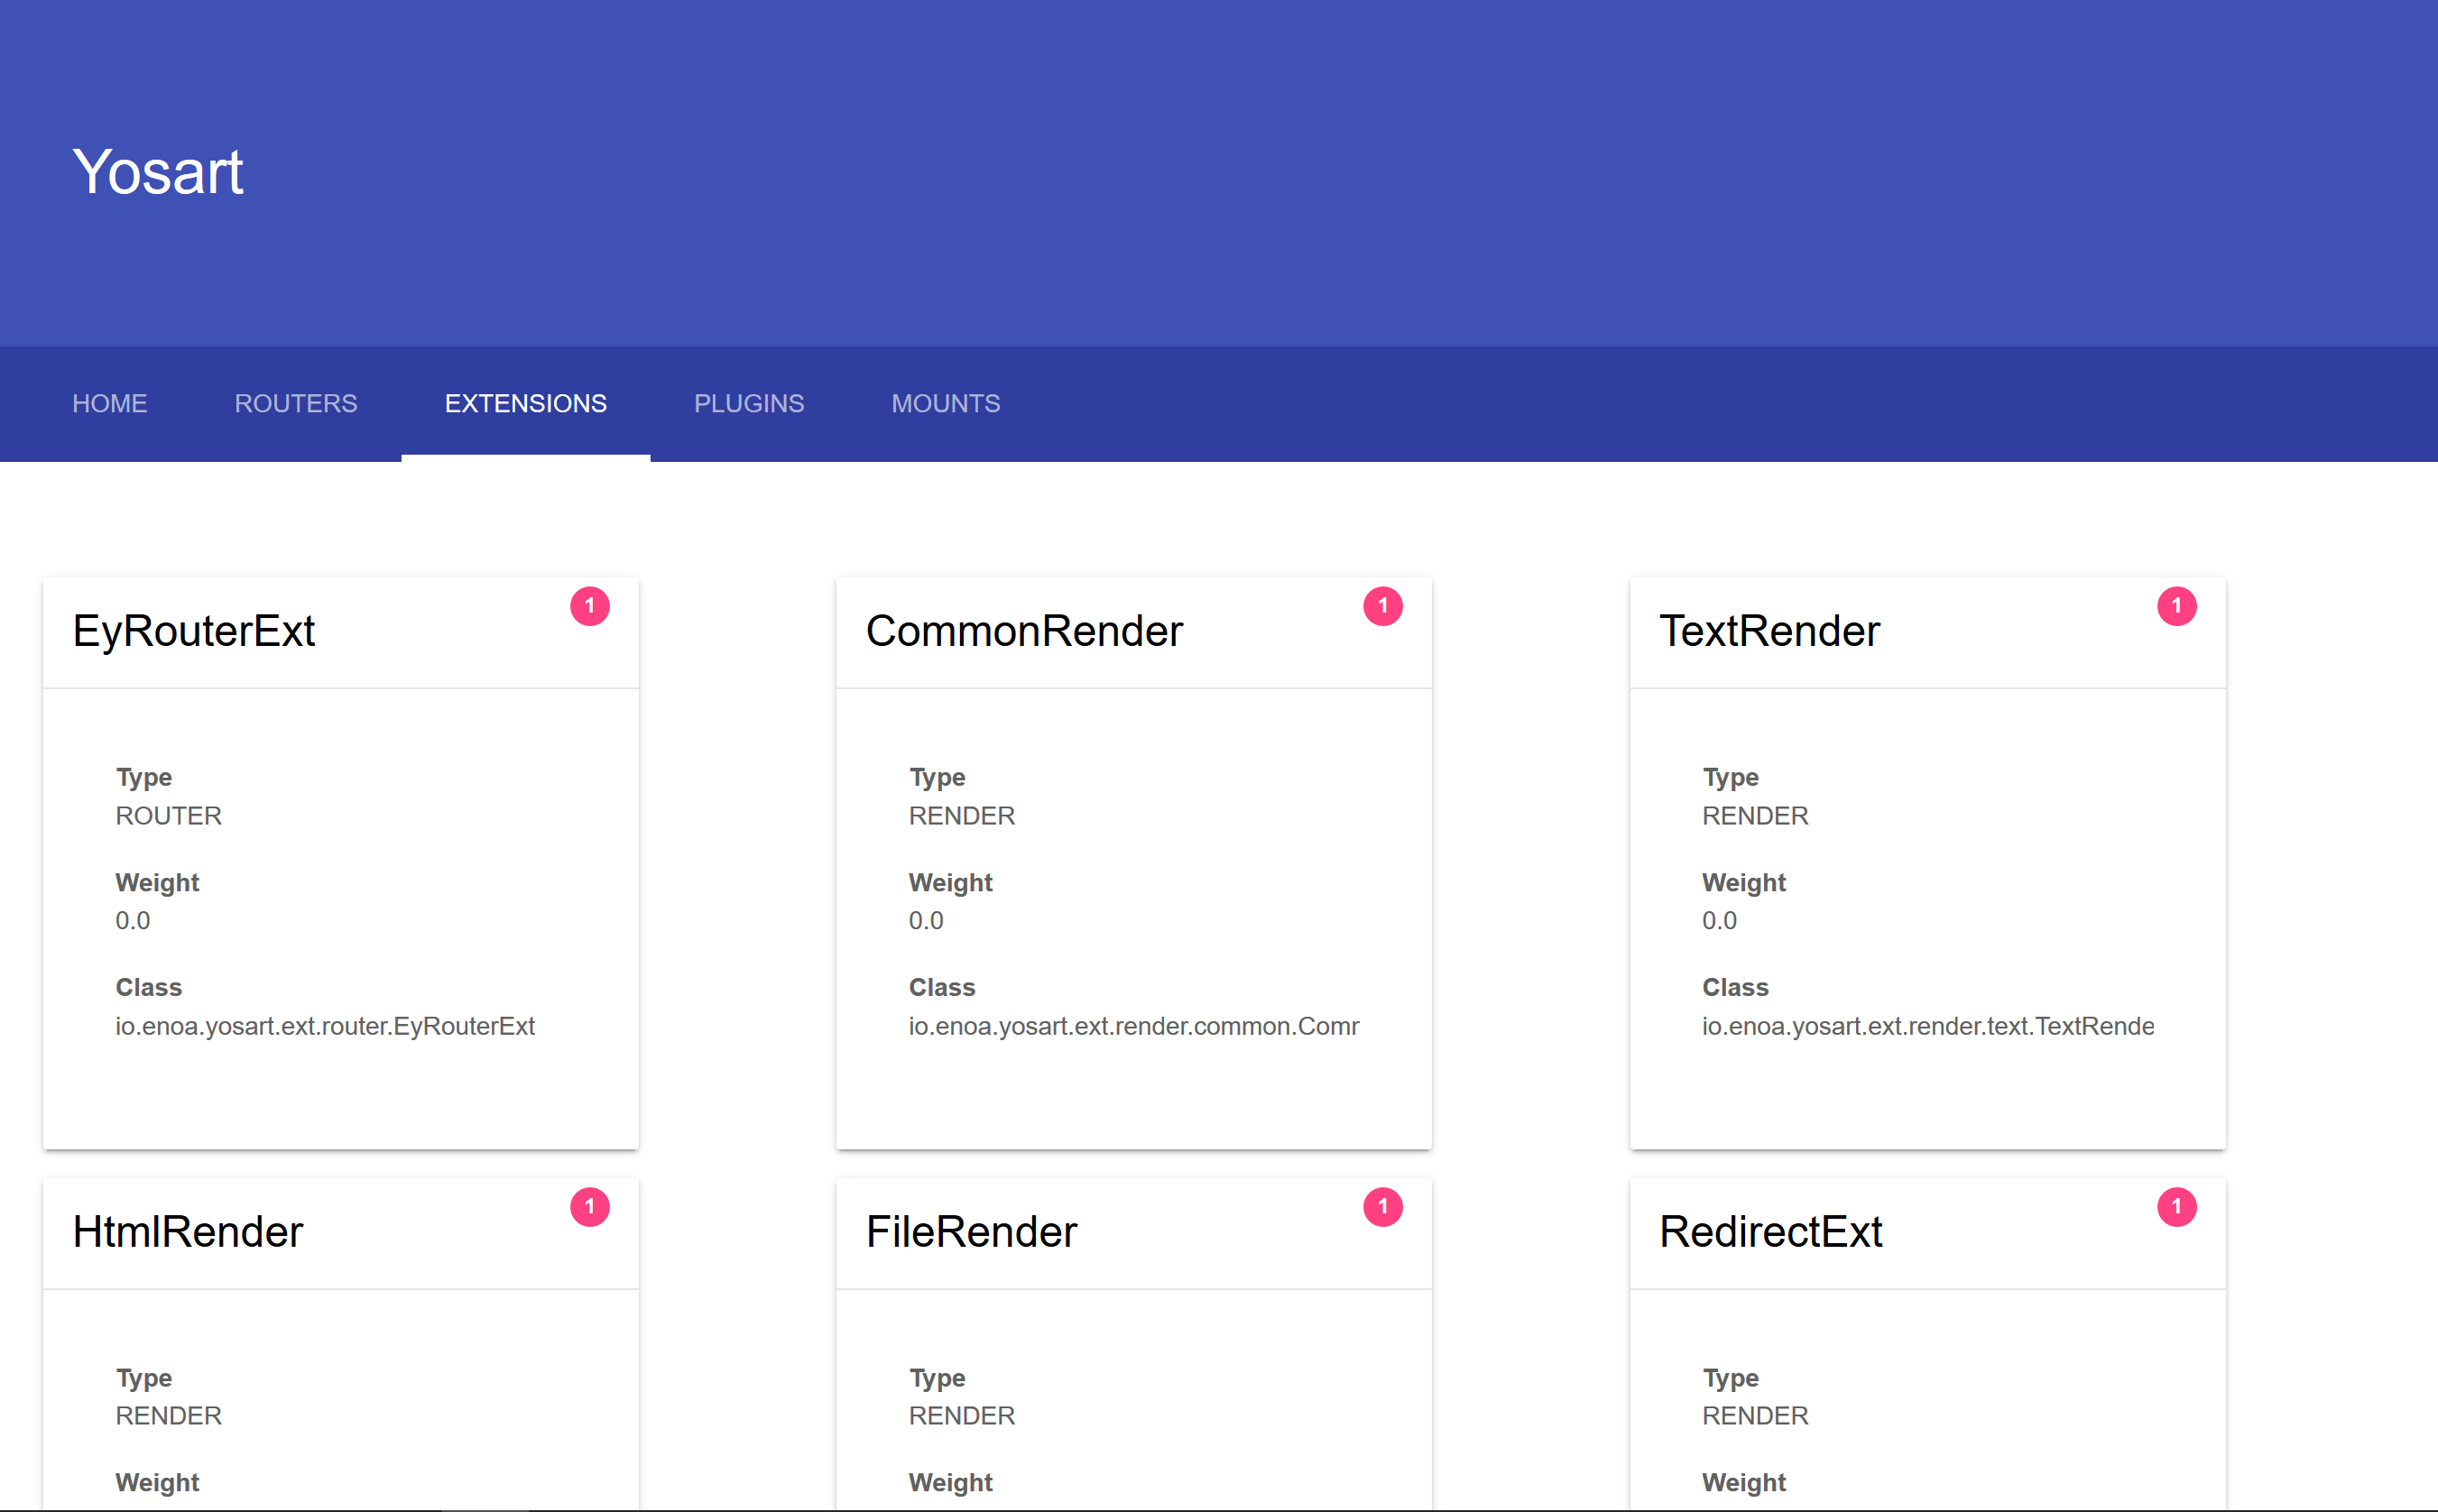 Yosart
HOME ROUTERS EXTENSIONS PLUGINS MOUNTS
EyRouterExt 1
Type
ROUTER
Weight
0.0
Class
io.enoa.yosart.ext.router.EyRouterExt
CommonRender 1
Type
RENDER
Weight
0.0
Class
io.enoa.yosart.ext.render.common.Comr
TextRender 1
Type
RENDER
Weight
0.0
Class
io.enoa.yosart.ext.render.text.TextRende
HtmlRender 1
Type
RENDER
Weight
FileRender 1
Type
RENDER
Weight
RedirectExt 1
Type
RENDER
Weight